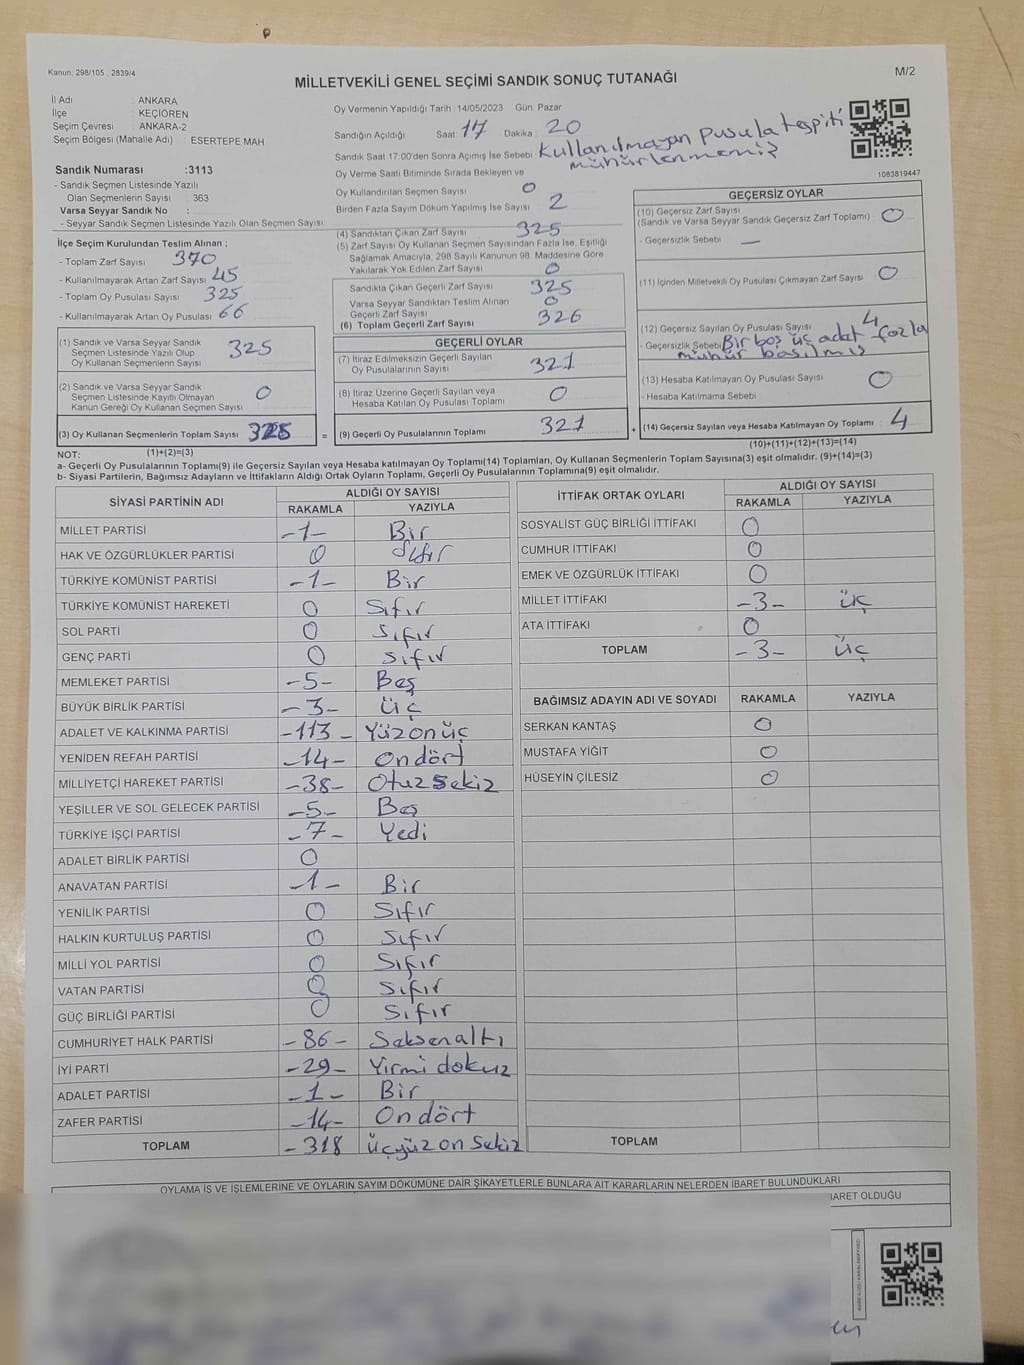 Kanun: 298/105 , 2839/4
MİLLETVEKİLİ GENEL SEÇİMİ SANDIK SONUÇ TUTANAĞI
M/2
İl Adı : ANKARA
İlçe : KEÇİÖREN
Seçim Çevresi : ANKARA-2
Seçim Bölgesi (Mahalle Adı) : ESERTEPE MAH
Sandık Numarası :3113
- Sandık Seçmen Listesinde Yazılı
Olan Seçmenlerin Sayısı : 363
Varsa Seyyar Sandık No :
- Seyyar Sandık Seçmen Listesinde Yazılı Olan Seçmen Sayısı
İlçe Seçim Kurulundan Teslim Alınan ;
- Toplam Zarf Sayısı 370
- Kullanılmayarak Artan Zarf Sayısı 45
- Toplam Oy Pusulası Sayısı 325
- Kullanılmayarak Artan Oy Pusulası 66
Oy Vermenin Yapıldığı Tarih :14/05/2023 Gün: Pazar
Sandığın Açıldığı Saat: 17 Dakika : 20
Sandık Saat 17:00'den Sonra Açımış İse Sebebi Kullanılmayan pusula tespiti
mühürlenmemiş
Oy Verme Saati Bitiminde Sırada Bekleyen ve
Oy Kullandırılan Seçmen Sayısı 0
Birden Fazla Sayım Döküm Yapılmış İse Sayısı 2
(4) Sandıktan Çıkan Zarf Sayısı 325
(5) Zarf Sayısı Oy Kullanan Seçmen Sayısından Fazla İse, Eşitliği
Sağlamak Amacıyla, 298 Sayılı Kanunun 98. Maddesine Göre
Yakılarak Yok Edilen Zarf Sayısı 0
Sandıkta Çıkan Geçerli Zarf Sayısı 325
Varsa Seyyar Sandıktan Teslim Alınan
Geçerli Zarf Sayısı 0
(6) Toplam Geçerli Zarf Sayısı 326
1083819447
GEÇERSİZ OYLAR
(10) Geçersiz Zarf Sayısı
(Sandık ve Varsa Seyyar Sandık Geçersiz Zarf Toplamı) 0
- Geçersizlik Sebebi : —
(11) İçinden Milletvekili Oy Pusulası Çıkmayan Zarf Sayısı 0
(12) Geçersiz Sayılan Oy Pusulası Sayısı 4
- Geçersizlik Sebebi Bir boş üç adet fazla
mühür basılmış
(13) Hesaba Katılmayan Oy Pusulası Sayısı 0
- Hesaba Katılmama Sebebi :
(1) Sandık ve Varsa Seyyar Sandık
Seçmen Listesinde Yazılı Olup
Oy Kullanan Seçmenlerin Sayısı 325
(2) Sandık ve Varsa Seyyar Sandık
Seçmen Listesinde Kayıtlı Olmayan
Kanun Gereği Oy Kullanan Seçmen Sayısı 0
GEÇERLİ OYLAR
(7) İtiraz Edilmeksizin Geçerli Sayılan
Oy Pusulalarının Sayısı 321
(8) İtiraz Üzerine Geçerli Sayılan veya
Hesaba Katılan Oy Pusulası Toplamı 0
(3) Oy Kullanan Seçmenlerin Toplam Sayısı 325 = (9) Geçerli Oy Pusulalarının Toplamı 321 + (14) Geçersiz Sayılan veya Hesaba Katılmayan Oy Toplamı 4
NOT: (1)+(2)=(3) (10)+(11)+(12)+(13)=(14)
a- Geçerli Oy Pusulalarının Toplamı(9) ile Geçersiz Sayılan veya Hesaba katılmayan Oy Toplamı(14) Toplamları, Oy Kullanan Seçmenlerin Toplam Sayısına(3) eşit olmalıdır. (9)+(14)=(3)
b- Siyasi Partilerin, Bağımsız Adayların ve İttifakların Aldığı Ortak Oyların Toplamı, Geçerli Oy Pusulalarının Toplamına(9) eşit olmalıdır.
SİYASİ PARTİNİN ADI ALDIĞI OY SAYISI
RAKAMLA YAZIYLA
MİLLET PARTİSİ -1- Bir
HAK VE ÖZGÜRLÜKLER PARTİSİ 0 Sıfır
TÜRKİYE KOMÜNİST PARTİSİ -1- Bir
TÜRKİYE KOMÜNİST HAREKETİ 0 Sıfır
SOL PARTİ 0 Sıfır
GENÇ PARTİ 0 Sıfır
MEMLEKET PARTİSİ -5- Beş
BÜYÜK BİRLİK PARTİSİ -3- Üç
ADALET VE KALKINMA PARTİSİ -113- Yüzonüç
YENİDEN REFAH PARTİSİ -14- Ondört
MİLLİYETÇİ HAREKET PARTİSİ -38- Otuzsekiz
YEŞİLLER VE SOL GELECEK PARTİSİ -5- Beş
TÜRKİYE İŞÇİ PARTİSİ -7- Yedi
ADALET BİRLİK PARTİSİ 0
ANAVATAN PARTİSİ -1- Bir
YENİLİK PARTİSİ 0 Sıfır
HALKIN KURTULUŞ PARTİSİ 0 Sıfır
MİLLİ YOL PARTİSİ 0 Sıfır
VATAN PARTİSİ 0 Sıfır
GÜÇ BİRLİĞİ PARTİSİ 0 Sıfır
CUMHURİYET HALK PARTİSİ -86- Seksenaltı
İYİ PARTİ -29- Yirmi dokuz
ADALET PARTİSİ -1- Bir
ZAFER PARTİSİ -14- Ondört
TOPLAM -318 üçyüz on sekiz
İTTİFAK ORTAK OYLARI ALDIĞI OY SAYISI
RAKAMLA YAZIYLA
SOSYALİST GÜÇ BİRLİĞİ İTTİFAKI 0
CUMHUR İTTİFAKI 0
EMEK VE ÖZGÜRLÜK İTTİFAKI 0
MİLLET İTTİFAKI -3- üç
ATA İTTİFAKI 0
TOPLAM -3- üç
BAĞIMSIZ ADAYIN ADI VE SOYADI RAKAMLA YAZIYLA
SERKAN KANTAŞ 0
MUSTAFA YİĞİT 0
HÜSEYİN ÇİLESİZ 0
TOPLAM
OYLAMA İŞ VE İŞLEMLERİNE VE OYLARIN SAYIM DÖKÜMÜNE DAİR ŞİKAYETLERLE BUNLARA AİT KARARLARIN NELERDEN İBARET BULUNDUKLARI
İBARET OLDUĞU